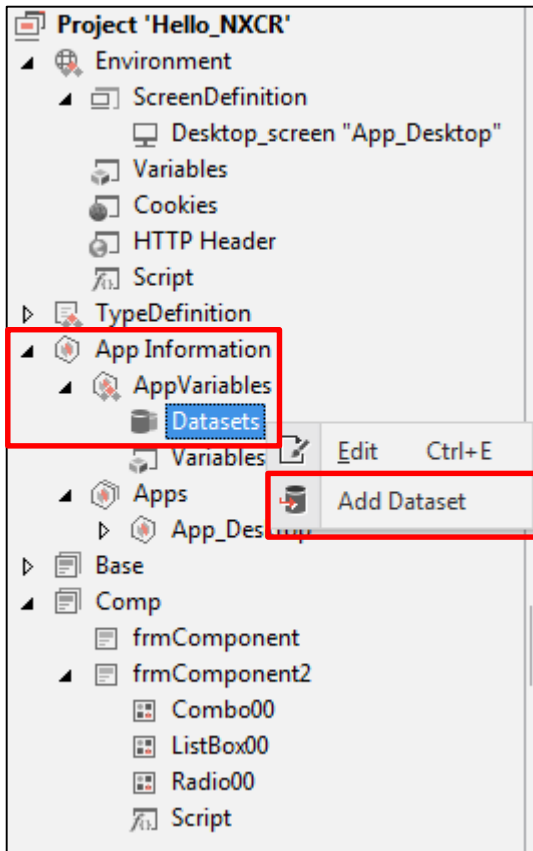 Project 'Hello_NXCR'
Environment
ScreenDefinition
Desktop_screen "App_Desktop"
Variables
Cookies
HTTP Header
Script
TypeDefinition
App Information
AppVariables
Datasets
Variables
Edit Ctrl+E
Apps
Add Dataset
App_Desktop
Base
Comp
frmComponent
frmComponent2
Combo00
ListBox00
Radio00
Script